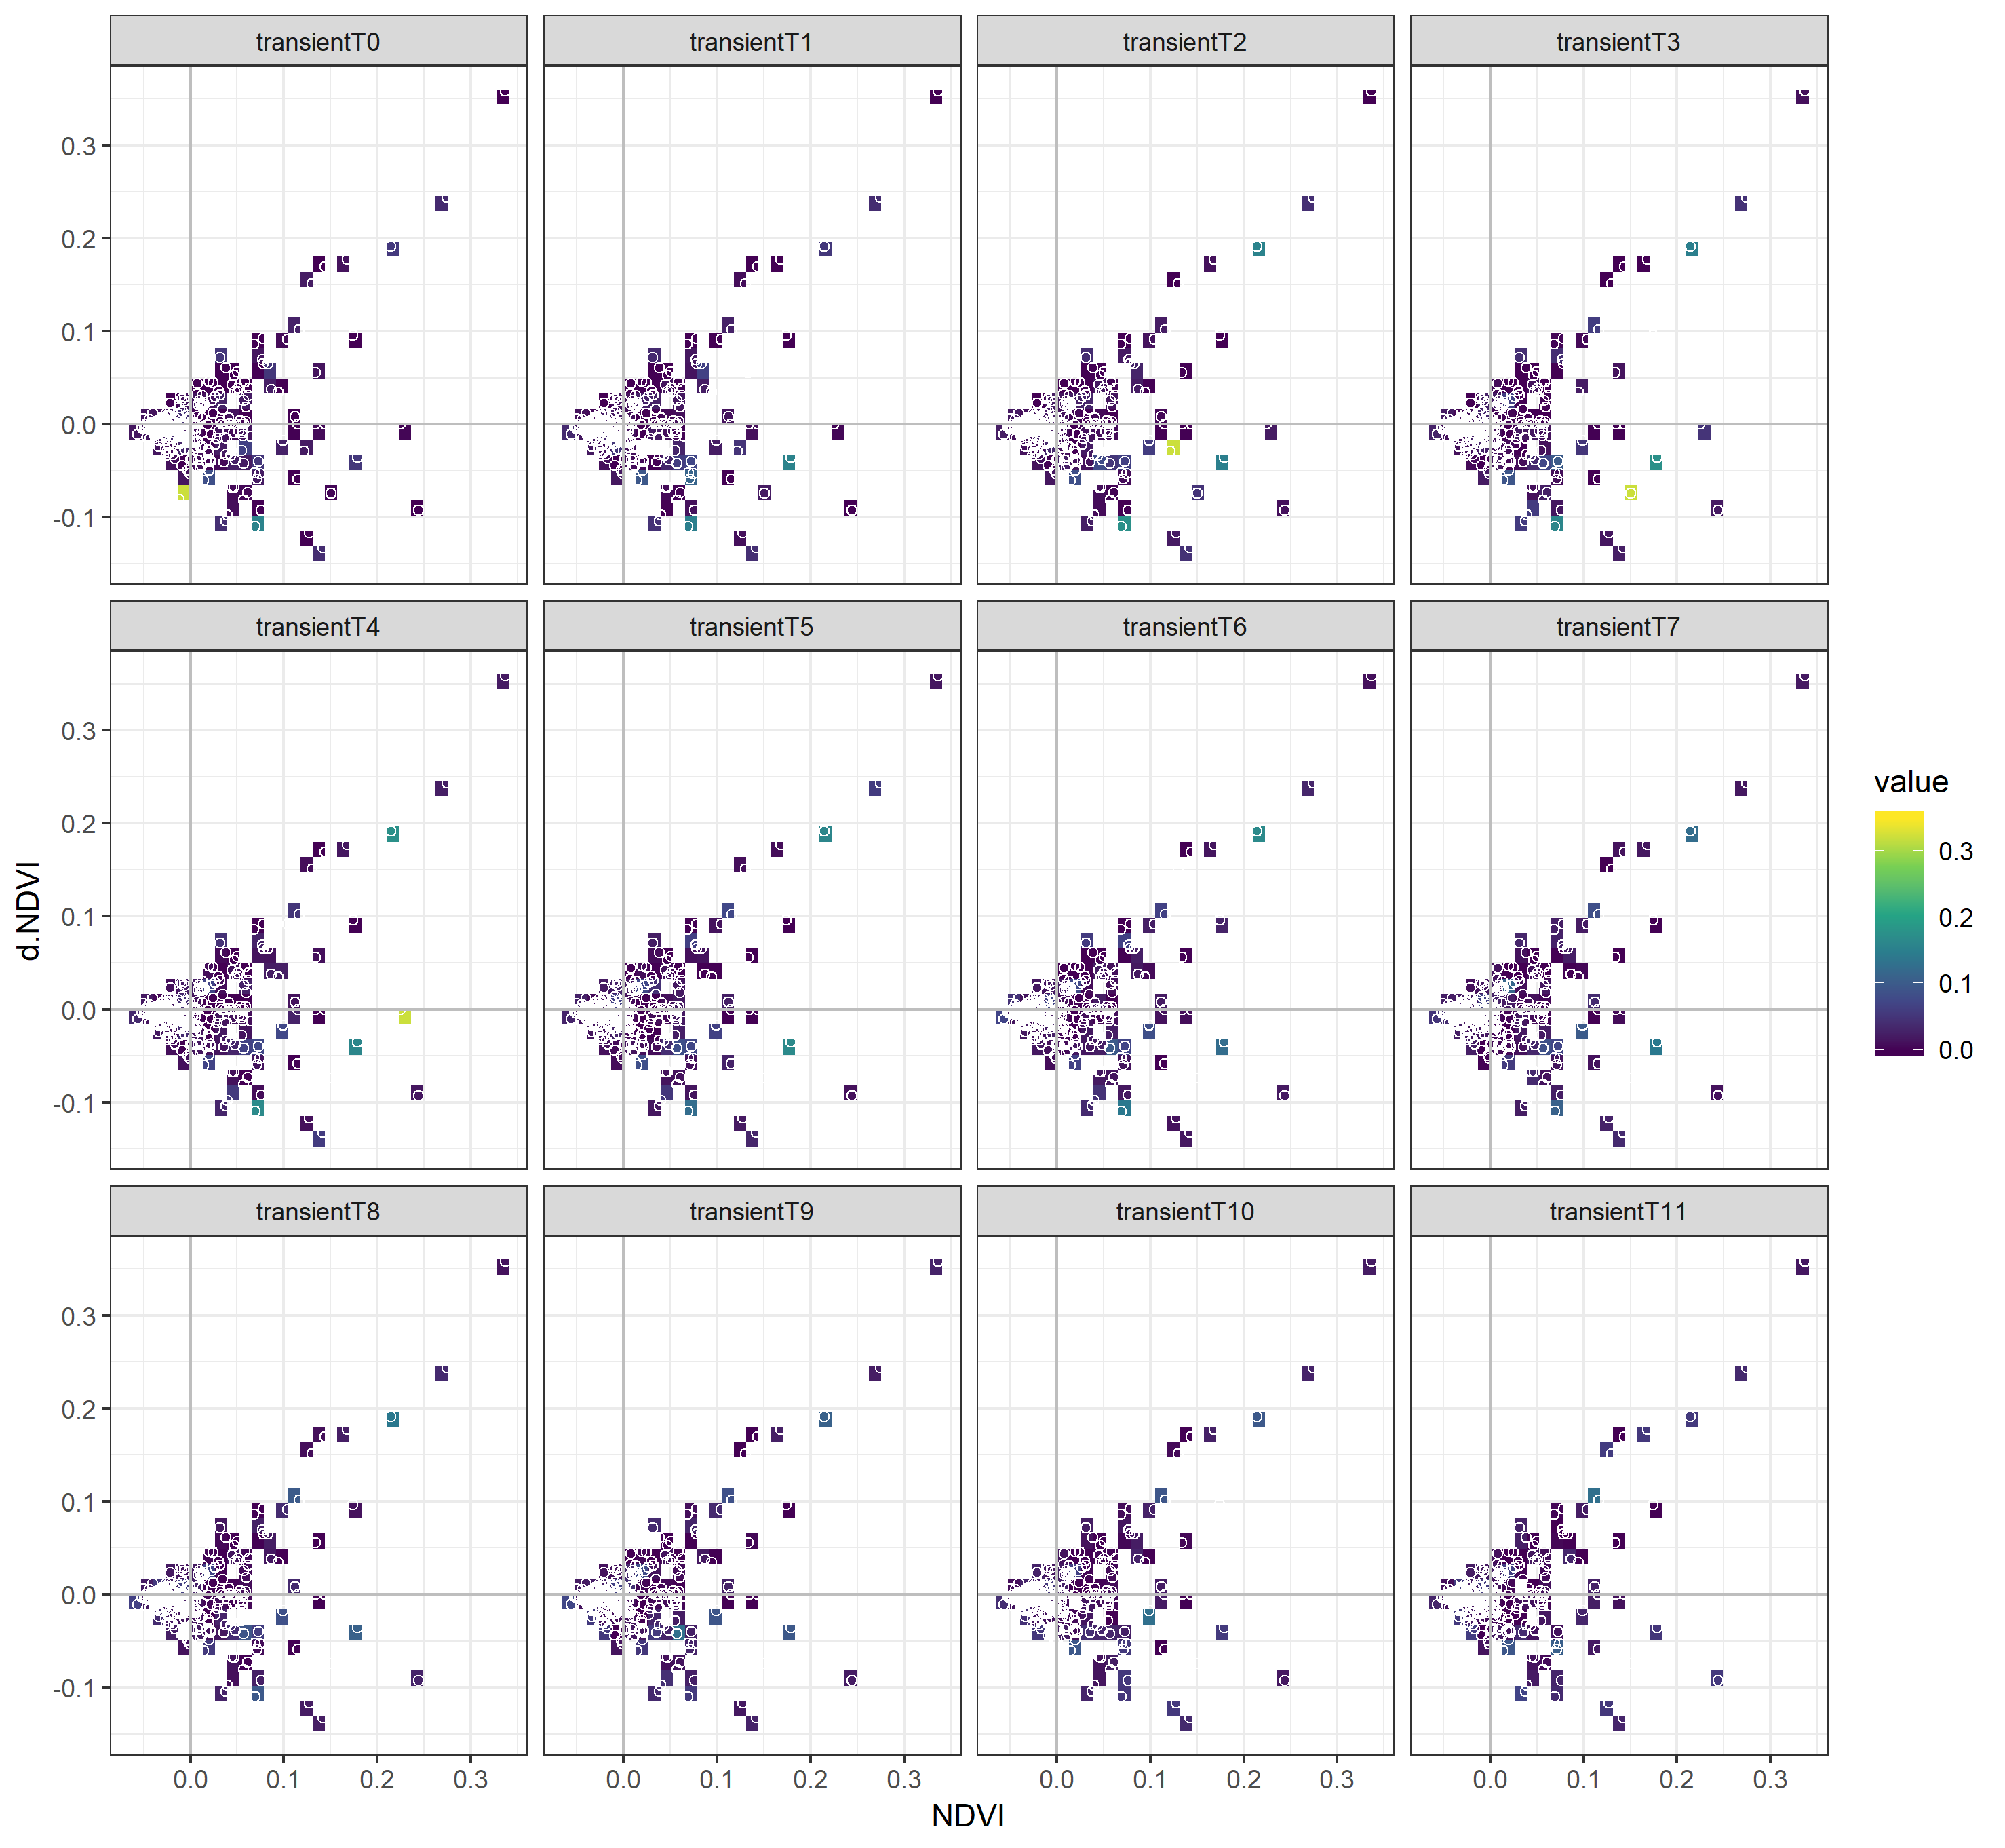 transientT0 transientT1 transientT2 transientT3
0.3
0.2
0.1
0.0
-0.1
transientT4 transientT5 transientT6 transientT7
0.3
0.2
0.1
0.0
-0.1
transientT8 transientT9 transientT10 transientT11
0.3
0.2
0.1
0.0
-0.1
0.0 0.1 0.2 0.3 0.0 0.1 0.2 0.3 0.0 0.1 0.2 0.3 0.0 0.1 0.2 0.3
NDVI
d.NDVI
value
0.3
0.2
0.1
0.0